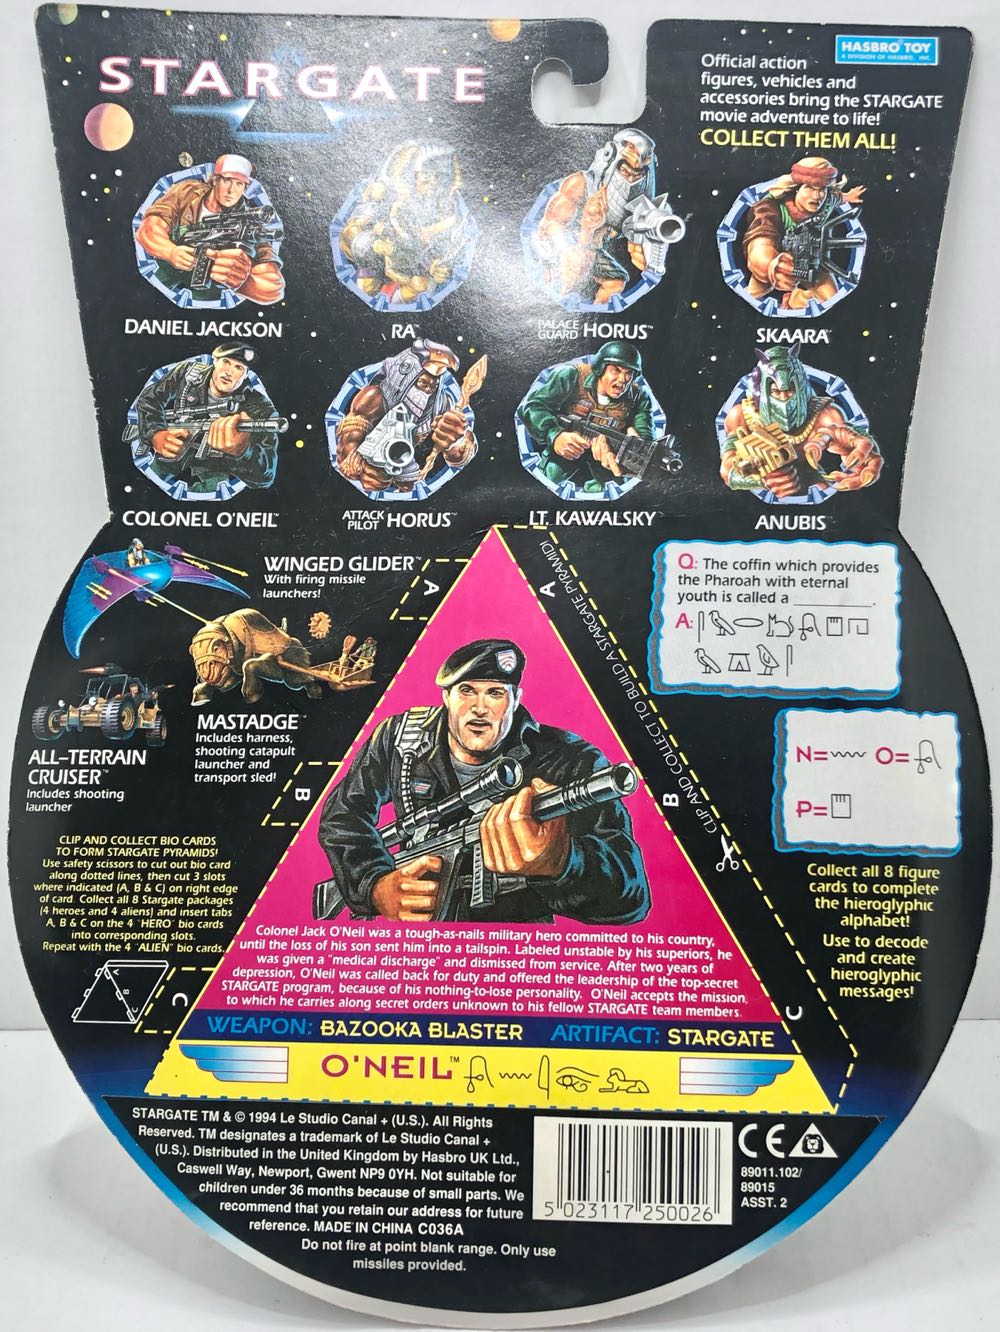 STARGATE
HASBRO® TOY
A DIVISION OF HASBRO, INC.
Official action
figures, vehicles and
accessories bring the STARGATE
movie adventure to life!
COLLECT THEM ALL!
DANIEL JACKSON
RA™
PALACE GUARD HORUS™
SKAARA™
COLONEL O'NEIL™
ATTACK PILOT HORUS™
LT. KAWALSKY™
ANUBIS™
WINGED GLIDER™
With firing missile
launchers!
MASTADGE™
Includes harness,
shooting catapult
launcher and
transport sled!
ALL-TERRAIN
CRUISER™
Includes shooting
launcher
CLIP AND COLLECT BIO CARDS
TO FORM STARGATE PYRAMIDS!
Use safety scissors to cut out bio card
along dotted lines, then cut 3 slots
where indicated (A, B & C) on right edge
of card. Collect all 8 Stargate packages
(4 heroes and 4 aliens) and insert tabs
A, B & C on the 4 "HERO" bio cards
into corresponding slots.
Repeat with the 4 "ALIEN" bio cards.
A
B
C
A
B
C
A
B
C
CLIP AND COLLECT TO BUILD A STARGATE PYRAMID!
Q: The coffin which provides
the Pharoah with eternal
youth is called a ________.
A:
N= O=
P=
Collect all 8 figure
cards to complete
the hieroglyphic
alphabet!
Use to decode
and create
hieroglyphic
messages!
Colonel Jack O'Neil was a tough-as-nails military hero committed to his country,
until the loss of his son sent him into a tailspin. Labeled unstable by his superiors, he
was given a "medical discharge" and dismissed from service. After two years of
depression, O'Neil was called back for duty and offered the leadership of the top-secret
STARGATE program, because of his nothing-to-lose personality. O'Neil accepts the mission,
to which he carries along secret orders unknown to his fellow STARGATE team members.
WEAPON: BAZOOKA BLASTER ARTIFACT: STARGATE
O'NEIL™
STARGATE TM & © 1994 Le Studio Canal + (U.S.). All Rights
Reserved. TM designates a trademark of Le Studio Canal +
(U.S.). Distributed in the United Kingdom by Hasbro UK Ltd.,
Caswell Way, Newport, Gwent NP9 0YH. Not suitable for
children under 36 months because of small parts. We
recommend that you retain our address for future
reference. MADE IN CHINA C036A
Do not fire at point blank range. Only use
missiles provided.
5 023117 250026
CE
89011.102/
89015
ASST. 2